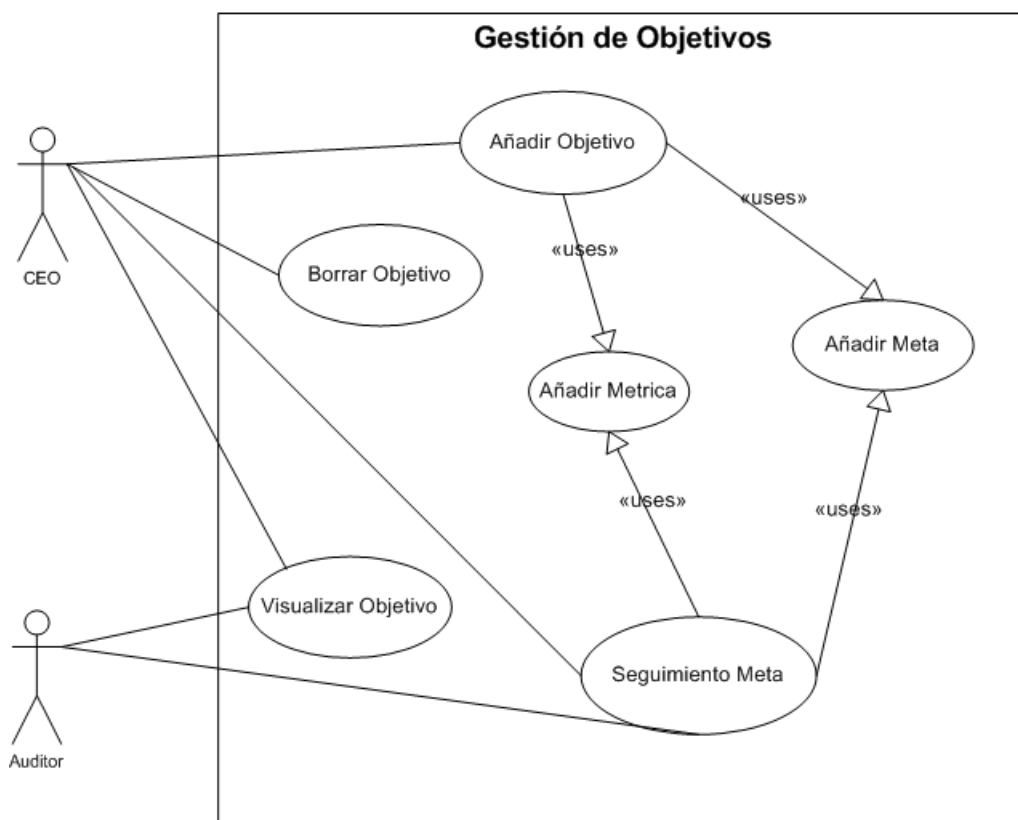 Gestión de Objetivos
Añadir Objetivo
«uses»
CEO
«uses»
Borrar Objetivo
Añadir Meta
Añadir Metrica
«uses»
«uses»
Visualizar Objetivo
Seguimiento Meta
Auditor